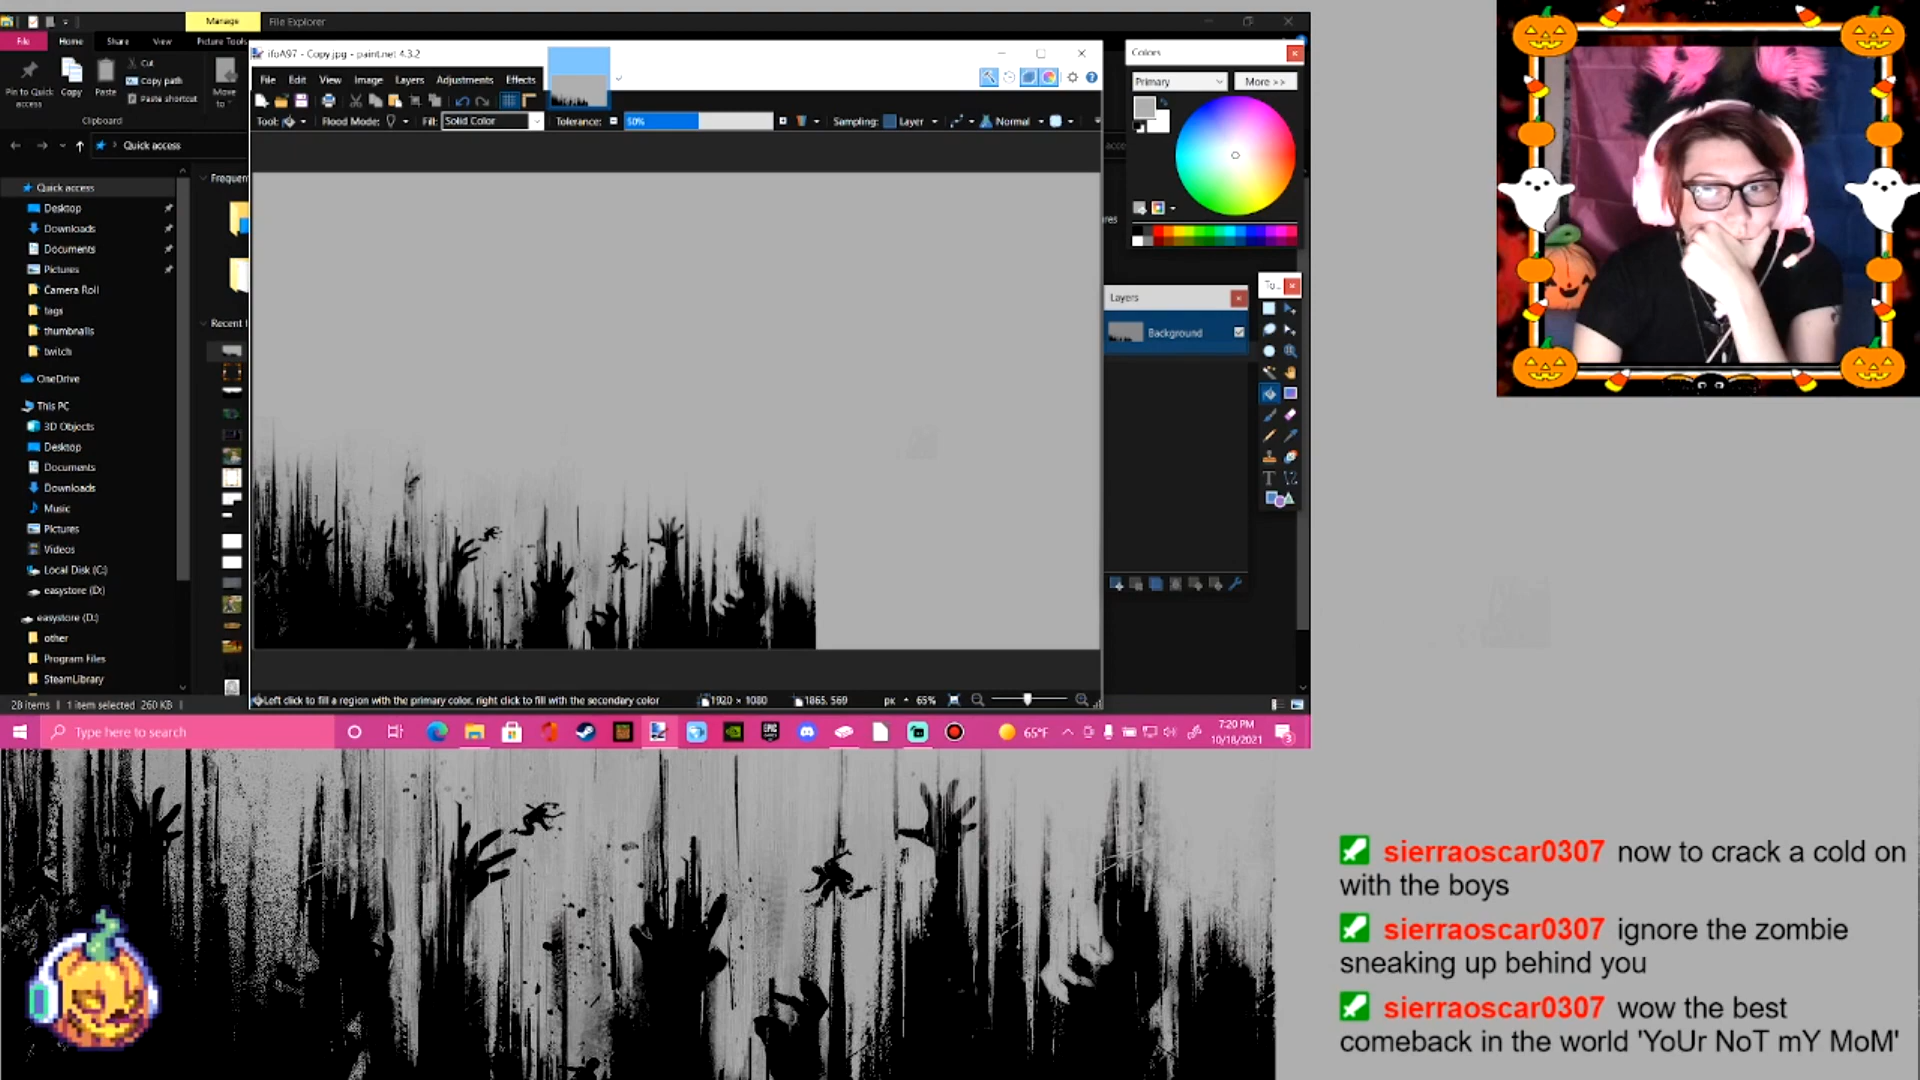 Manage
File Explorer
File Home Share View Picture Tools
Pin to Quick access
Copy
Paste
Cut
Copy path
Paste shortcut
Move to
Clipboard
Quick access
Quick access
Desktop
Downloads
Documents
Pictures
Camera Roll
tags
thumbnails
twitch
OneDrive
This PC
3D Objects
Desktop
Documents
Downloads
Music
Pictures
Videos
Local Disk (C:)
easystore (D:)
easystore (D:)
other
Program Files
SteamLibrary
28 items 1 item selected 260 KB
Frequen
Recent f
ifoA97 - Copy.jpg - paint.net 4.3.2
File Edit View Image Layers Adjustments Effects
Tool: Flood Mode: Fill: Solid Color Tolerance: 50% Sampling: Layer Normal
Left click to fill a region with the primary color, right click to fill with the secondary color
1920 × 1080 1865, 569 px 65%
Colors
Primary
More >>
Layers
Background
To...
Type here to search
65°F
7:20 PM
10/18/2021
3
sierraoscar0307 now to crack a cold on
with the boys
sierraoscar0307 ignore the zombie
sneaking up behind you
sierraoscar0307 wow the best
comeback in the world 'YoUr NoT mY MoM'